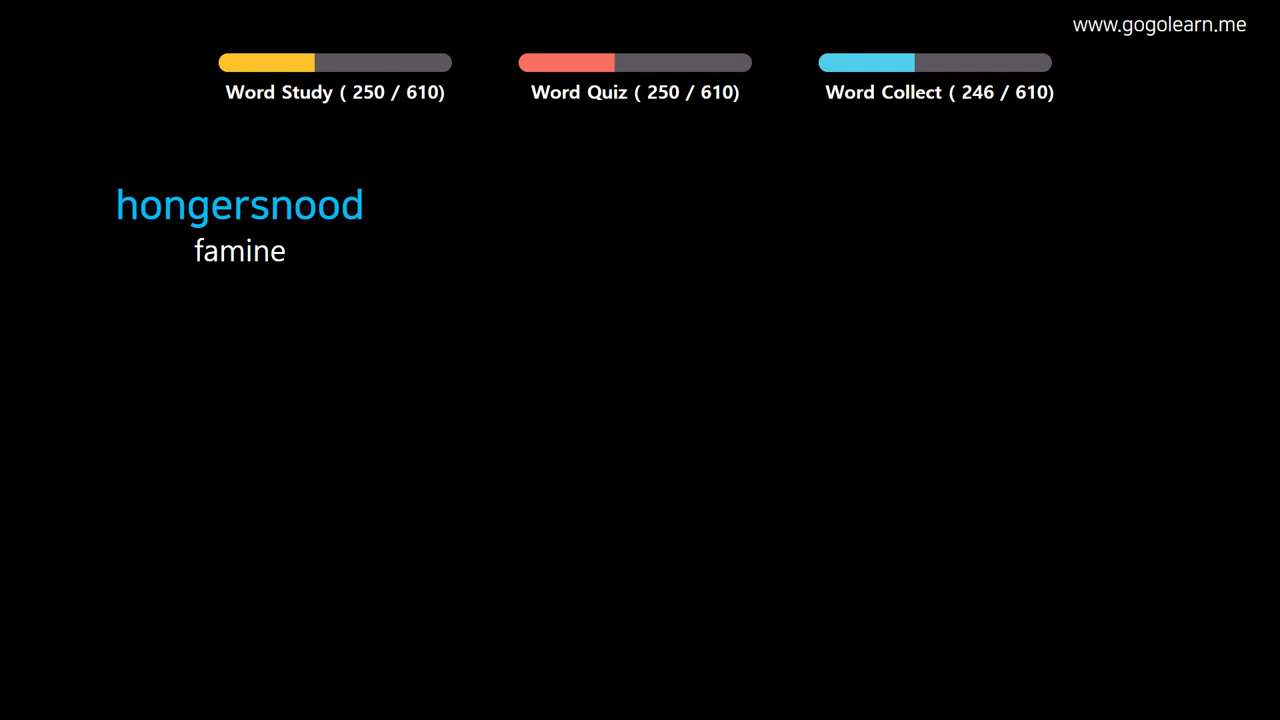 www.gogolearn.me
Word Study ( 250 / 610)
Word Quiz ( 250 / 610)
Word Collect ( 246 / 610)
hongersnood
famine